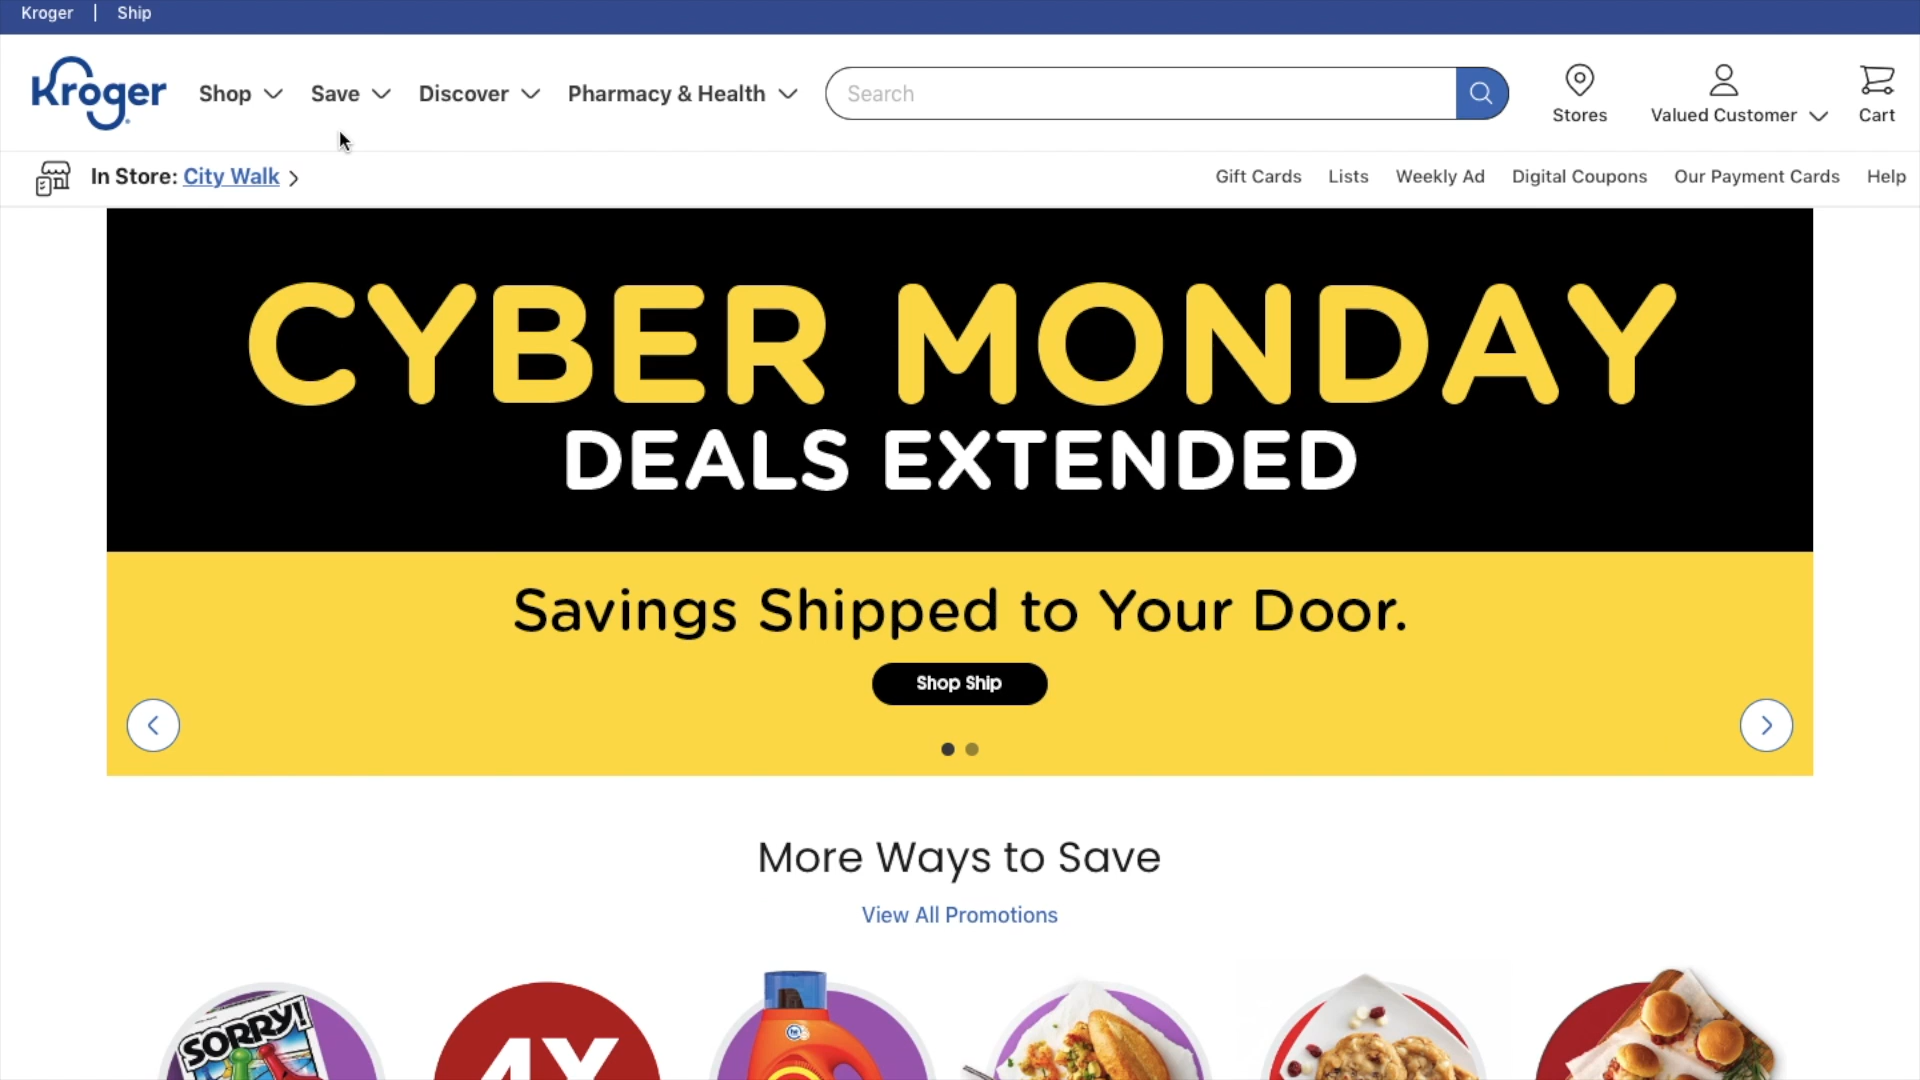 Kroger | Ship
Kroger
Shop
Save
Discover
Pharmacy & Health
Search
Stores
Valued Customer
Cart
In Store: City Walk
Gift Cards
Lists
Weekly Ad
Digital Coupons
Our Payment Cards
Help
CYBER MONDAY
DEALS EXTENDED
Savings Shipped to Your Door.
Shop Ship
More Ways to Save
View All Promotions
SORRY!
4X
he